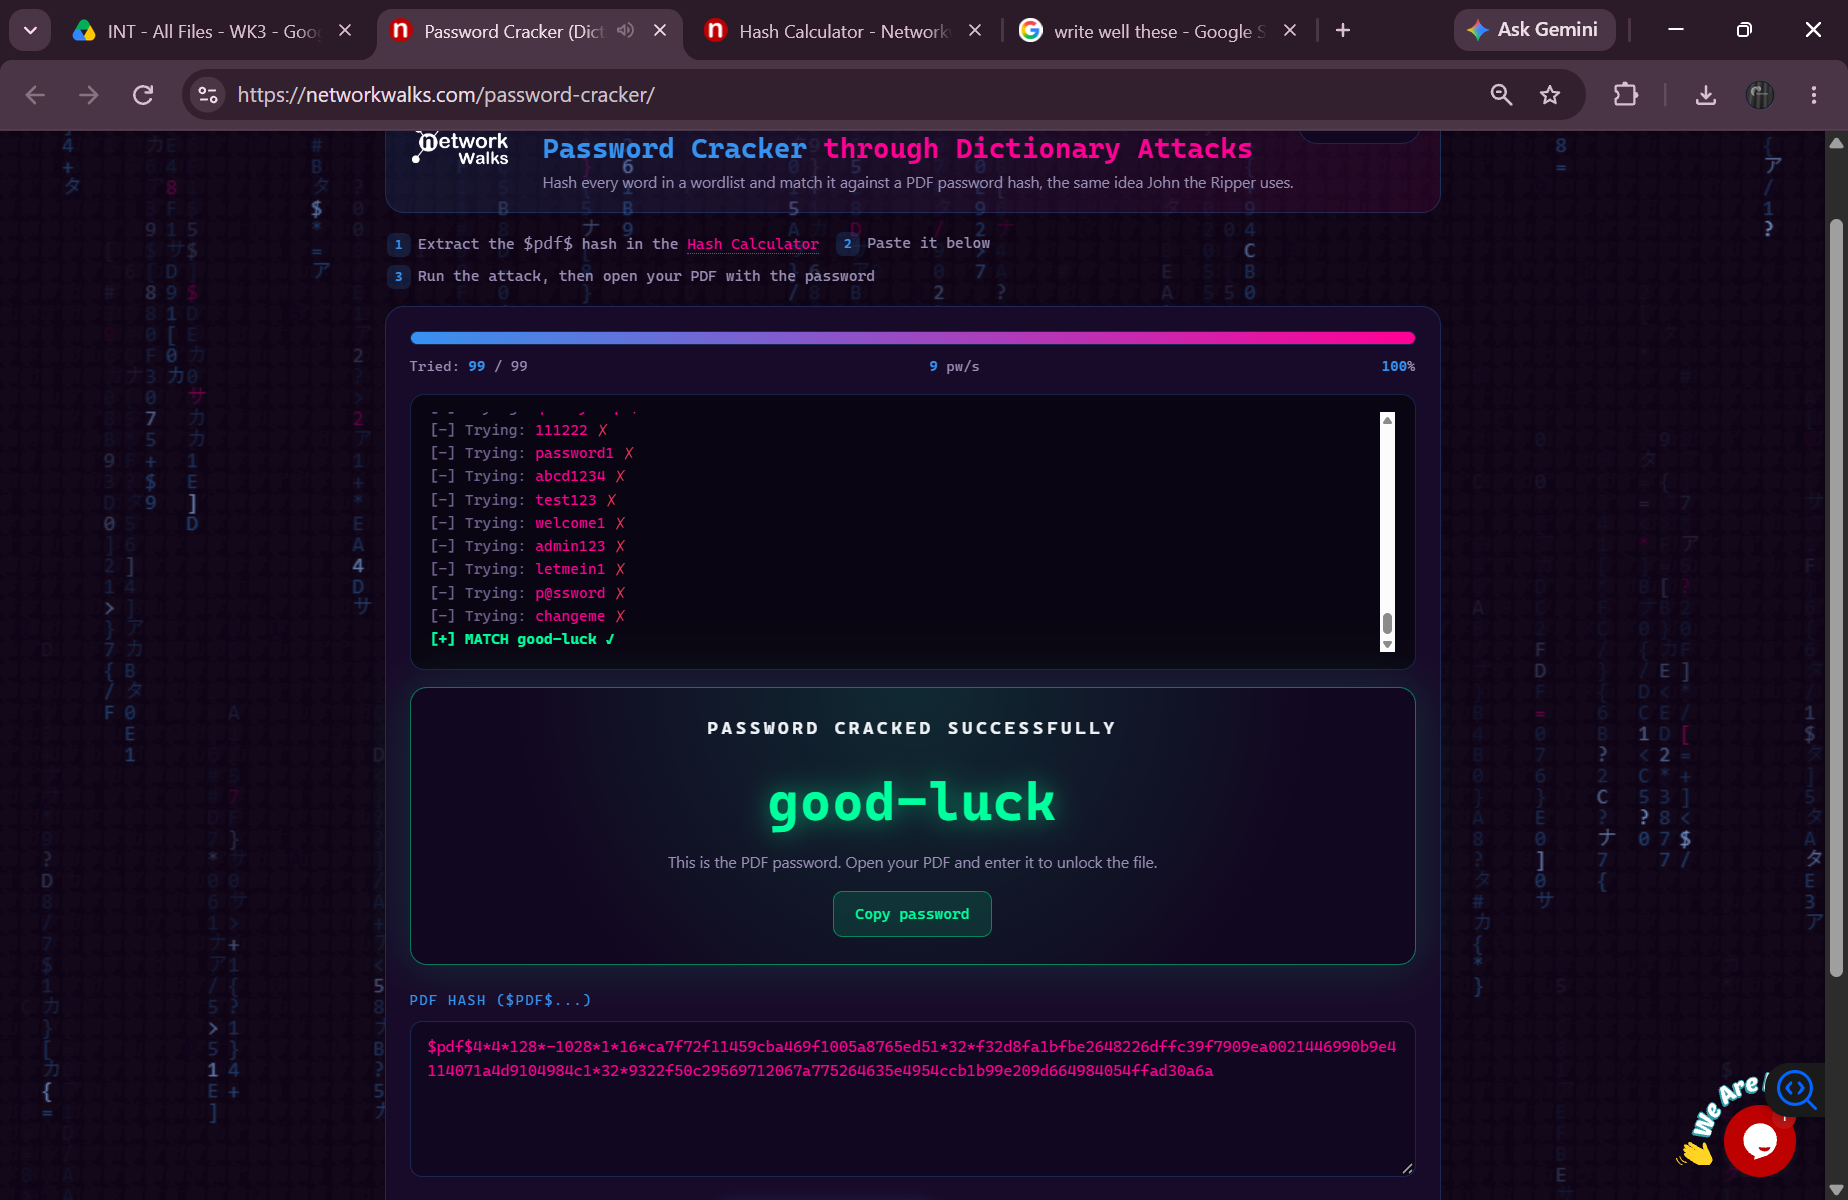 INT - All Files - WK3 - Goo
Password Cracker (Dict
Hash Calculator - Network
write well these - Google S
Ask Gemini
https://networkwalks.com/password-cracker/
network
Walks
Password Cracker through Dictionary Attacks
Hash every word in a wordlist and match it against a PDF password hash, the same idea John the Ripper uses.
1 Extract the $pdf$ hash in the Hash Calculator 2 Paste it below
3 Run the attack, then open your PDF with the password
Tried: 99 / 99 9 pw/s 100%
[-] Trying: 111222 ✗
[-] Trying: password1 ✗
[-] Trying: abcd1234 ✗
[-] Trying: test123 ✗
[-] Trying: welcome1 ✗
[-] Trying: admin123 ✗
[-] Trying: letmein1 ✗
[-] Trying: p@ssword ✗
[-] Trying: changeme ✗
[+] MATCH good-luck ✓
PASSWORD CRACKED SUCCESSFULLY
good-luck
This is the PDF password. Open your PDF and enter it to unlock the file.
Copy password
PDF HASH ($PDF$...)
$pdf$4*4*128*-1028*1*16*ca7f72f11459cba469f1005a8765ed51*32*f32d8fa1bfbe2648226dffc39f7909ea0021446990b9e4
114071a4d9104984c1*32*9322f50c29569712067a775264635e4954ccb1b99e209d664984054ffad30a6a
We Are